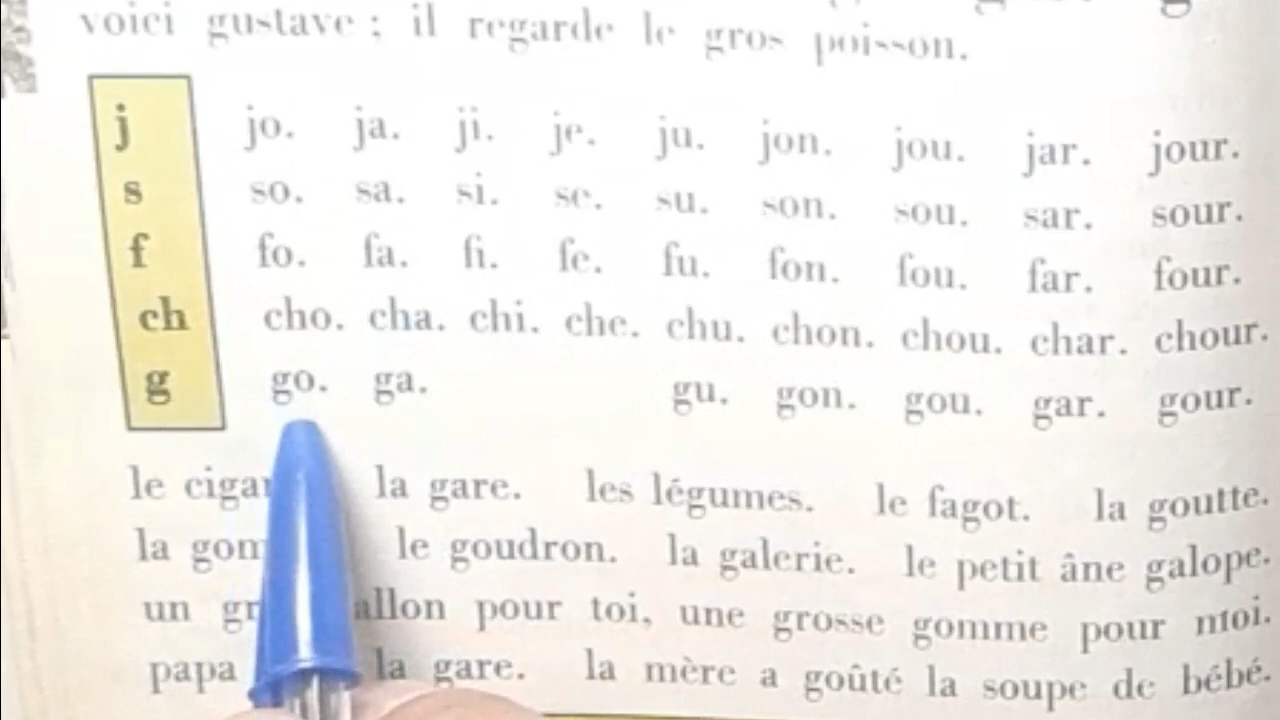 voici gustave ; il regarde le gros poisson.
j jo. ja. ji. je. ju. jon. jou. jar. jour.
s so. sa. si. se. su. son. sou. sar. sour.
f fo. fa. fi. fe. fu. fon. fou. far. four.
ch cho. cha. chi. che. chu. chon. chou. char. chour.
g go. ga. gu. gon. gou. gar. gour.
le la gare. les légumes. le fagot. la goutte.
la le goudron. la galerie. le petit âne galope.
un pour toi, une grosse gomme pour moi.
papa la gare. la mère a goûté la soupe de bébé.